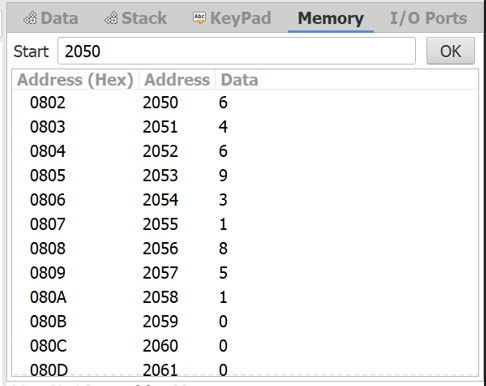 Data Stack KeyPad Memory I/O Ports
Start 2050 OK
Address (Hex) Address Data
0802 2050 6
0803 2051 4
0804 2052 6
0805 2053 9
0806 2054 3
0807 2055 1
0808 2056 8
0809 2057 5
080A 2058 1
080B 2059 0
080C 2060 0
080D 2061 0